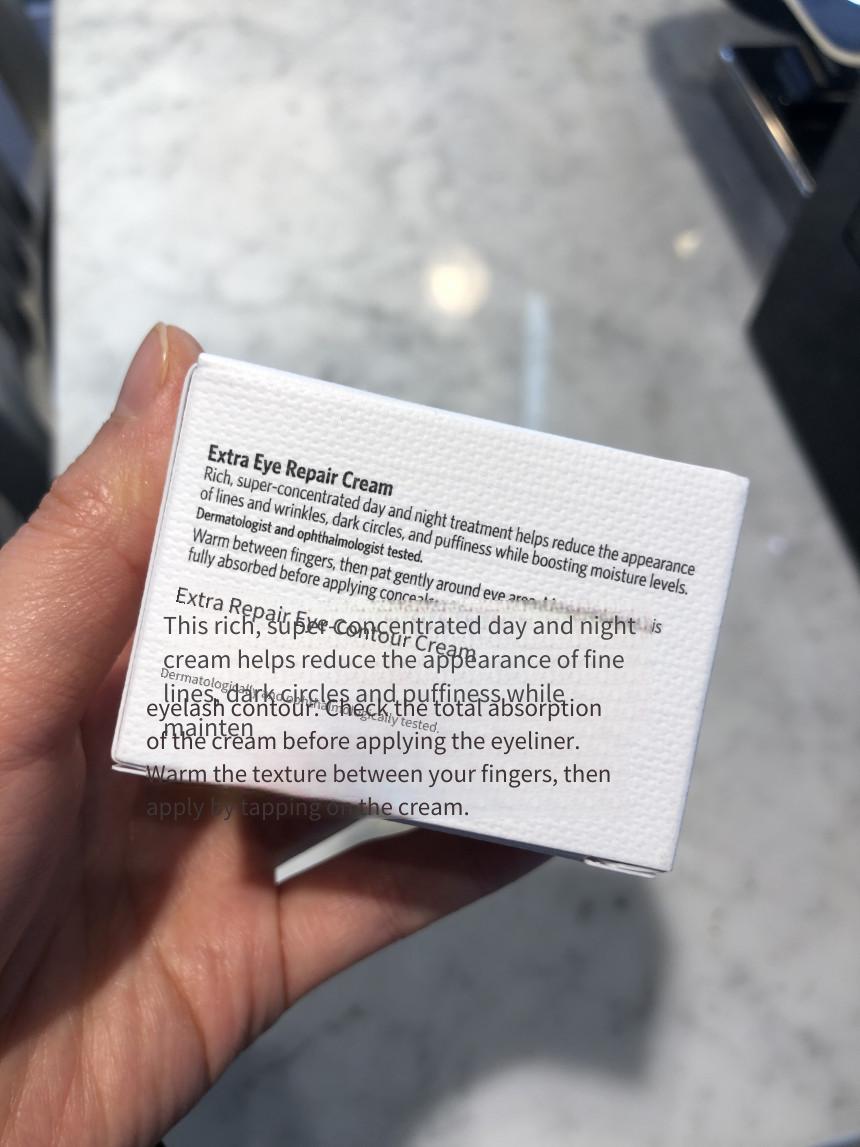 Extra Eye Repair Cream
Rich, super-concentrated day and night treatment helps reduce the appearance
of lines and wrinkles, dark circles, and puffiness while boosting moisture levels.
Dermatologist and ophthalmologist tested.
Warm between fingers, then pat gently around eye
fully absorbed before applying is
Extra Repair Eye-Contour Cream
This rich, super-concentrated day and night
cream helps reduce the appearance of fine
lines, dark circles and puffiness while
mainten
Dermatologically and ophthalmologically tested.
eyelash contour. Check the total absorption
of the cream before applying the eyeliner.
Warm the texture between your fingers, then
apply by tapping on the cream.